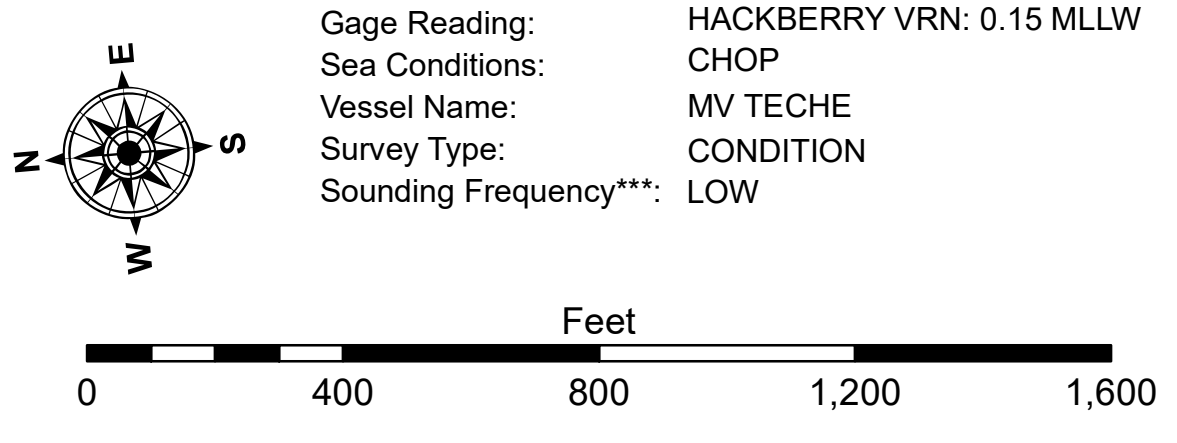 E
N
S
W
Gage Reading: HACKBERRY VRN: 0.15 MLLW
Sea Conditions: CHOP
Vessel Name: MV TECHE
Survey Type: CONDITION
Sounding Frequency***: LOW
Feet
0 400 800 1,200 1,600